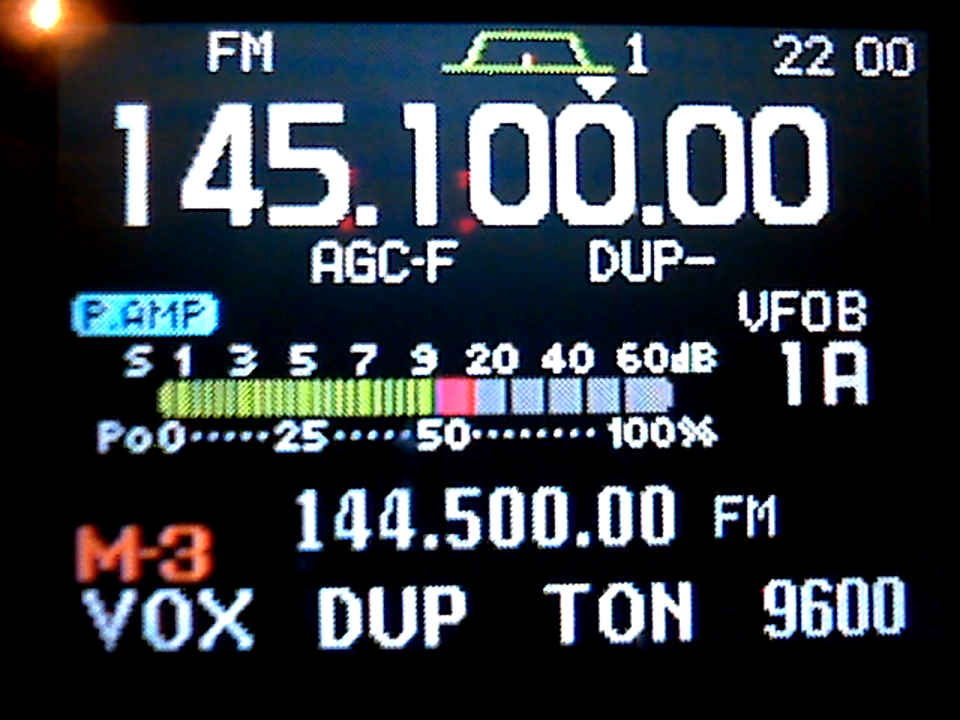 FM 1 22 00
145.100.00
AGC-F DUP-
P.AMP VFOB
S 1 3 5 7 9 20 40 60dB 1A
Po0·····25·····50········100%
144.500.00 FM
M-3
VOX DUP TON 9600